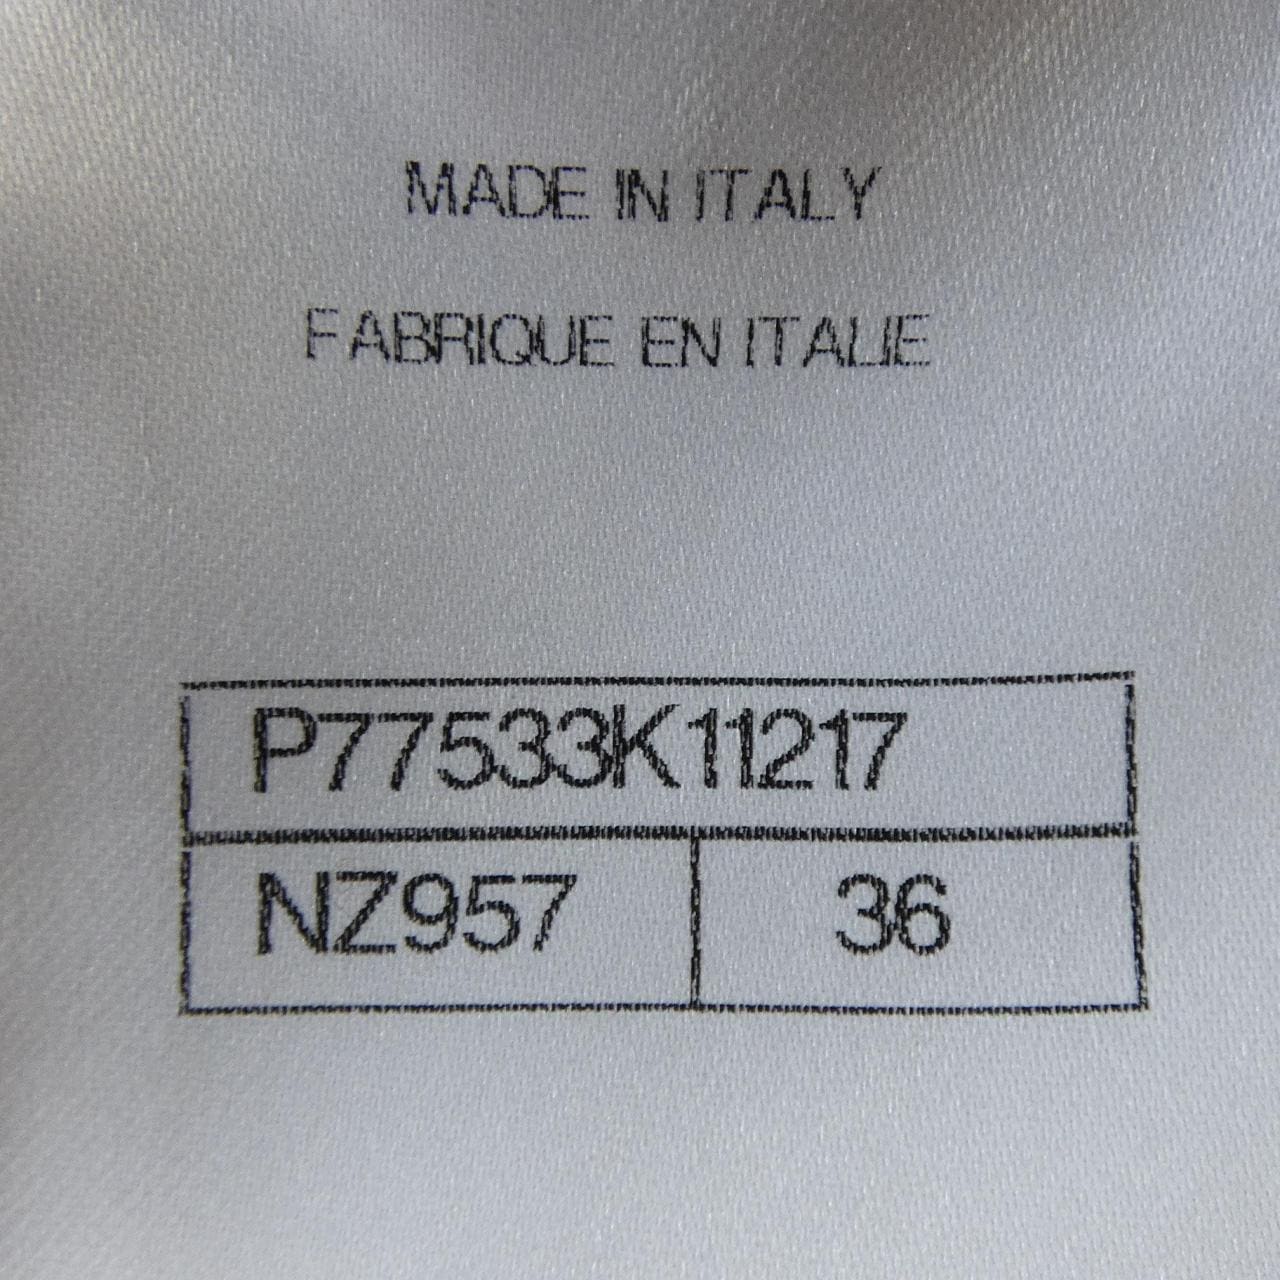 MADE IN ITALY
FABRIQUE EN ITALIE
P77533K11217
NZ957 36